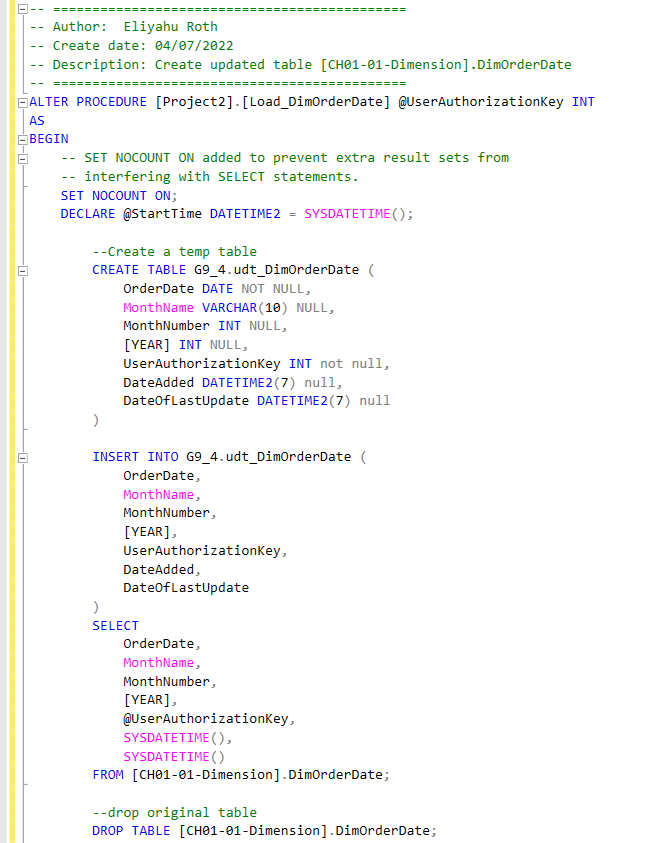 -- =============================================
-- Author:  Eliyahu Roth
-- Create date: 04/07/2022
-- Description: Create updated table [CH01-01-Dimension].DimOrderDate
-- =============================================
ALTER PROCEDURE [Project2].[Load_DimOrderDate] @UserAuthorizationKey INT
AS
BEGIN
    -- SET NOCOUNT ON added to prevent extra result sets from
    -- interfering with SELECT statements.
    SET NOCOUNT ON;
    DECLARE @StartTime DATETIME2 = SYSDATETIME();

        --Create a temp table
        CREATE TABLE G9_4.udt_DimOrderDate (
            OrderDate DATE NOT NULL,
            MonthName VARCHAR(10) NULL,
            MonthNumber INT NULL,
            [YEAR] INT NULL,
            UserAuthorizationKey INT not null,
            DateAdded DATETIME2(7) null,
            DateOfLastUpdate DATETIME2(7) null
        )

        INSERT INTO G9_4.udt_DimOrderDate (
            OrderDate,
            MonthName,
            MonthNumber,
            [YEAR],
            UserAuthorizationKey,
            DateAdded,
            DateOfLastUpdate
        )
        SELECT
            OrderDate,
            MonthName,
            MonthNumber,
            [YEAR],
            @UserAuthorizationKey,
            SYSDATETIME(),
            SYSDATETIME()
        FROM [CH01-01-Dimension].DimOrderDate;

        --drop original table
        DROP TABLE [CH01-01-Dimension].DimOrderDate;